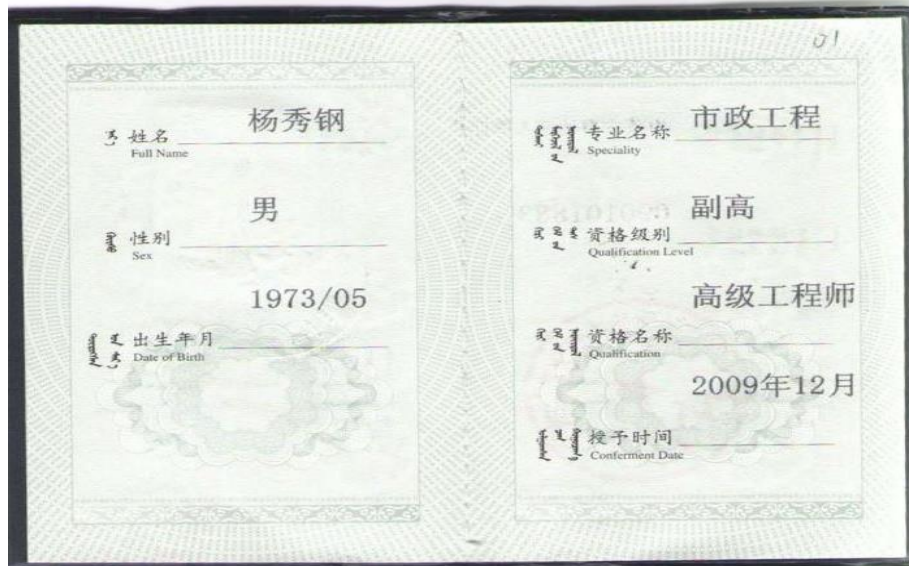 杨秀钢
姓名
Full Name
男
性别
Sex
1973/05
出生年月
Date of Birth
01
市政工程
专业名称
Speciality
副高
资格级别
Qualification Level
高级工程师
资格名称
Qualification
2009年12月
授予时间
Conferment Date